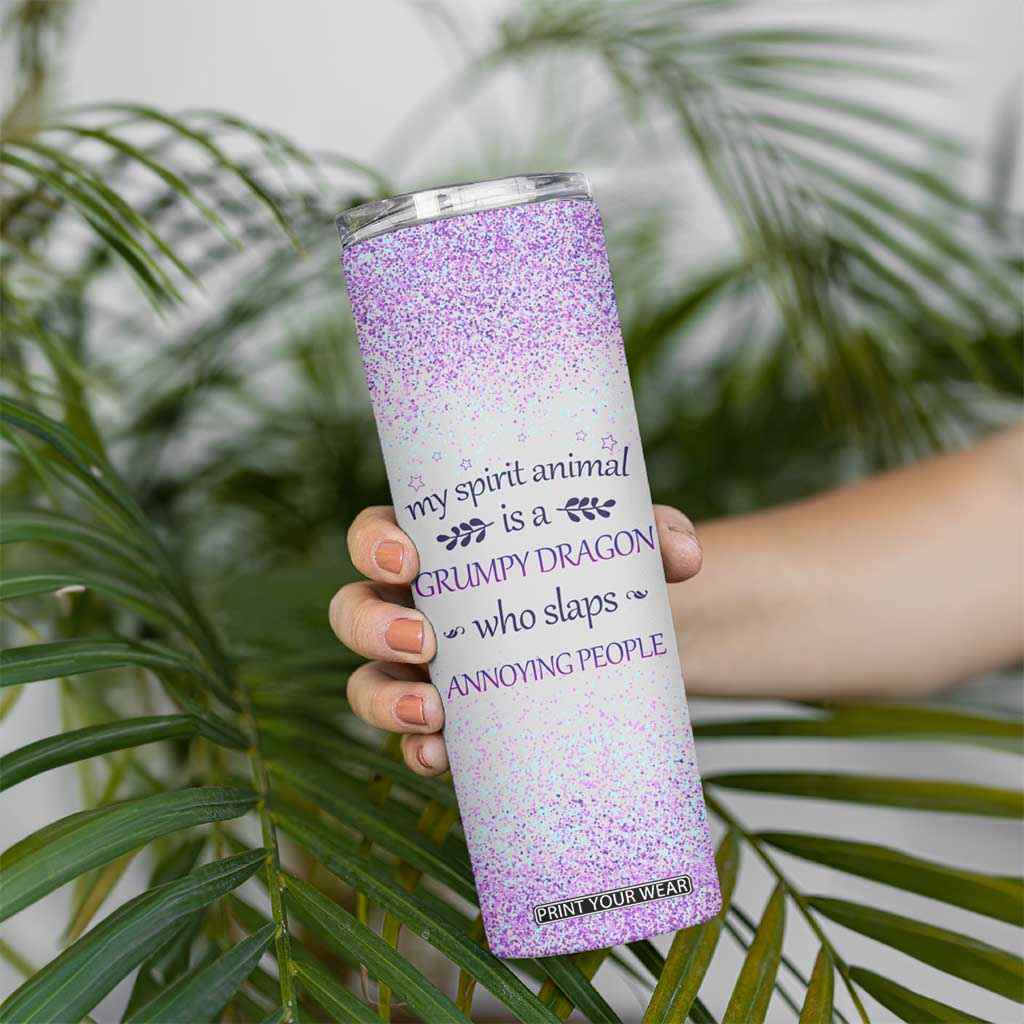 my spirit animal
is a
GRUMPY DRAGON
who slaps
ANNOYING PEOPLE
PRINT YOUR WEAR